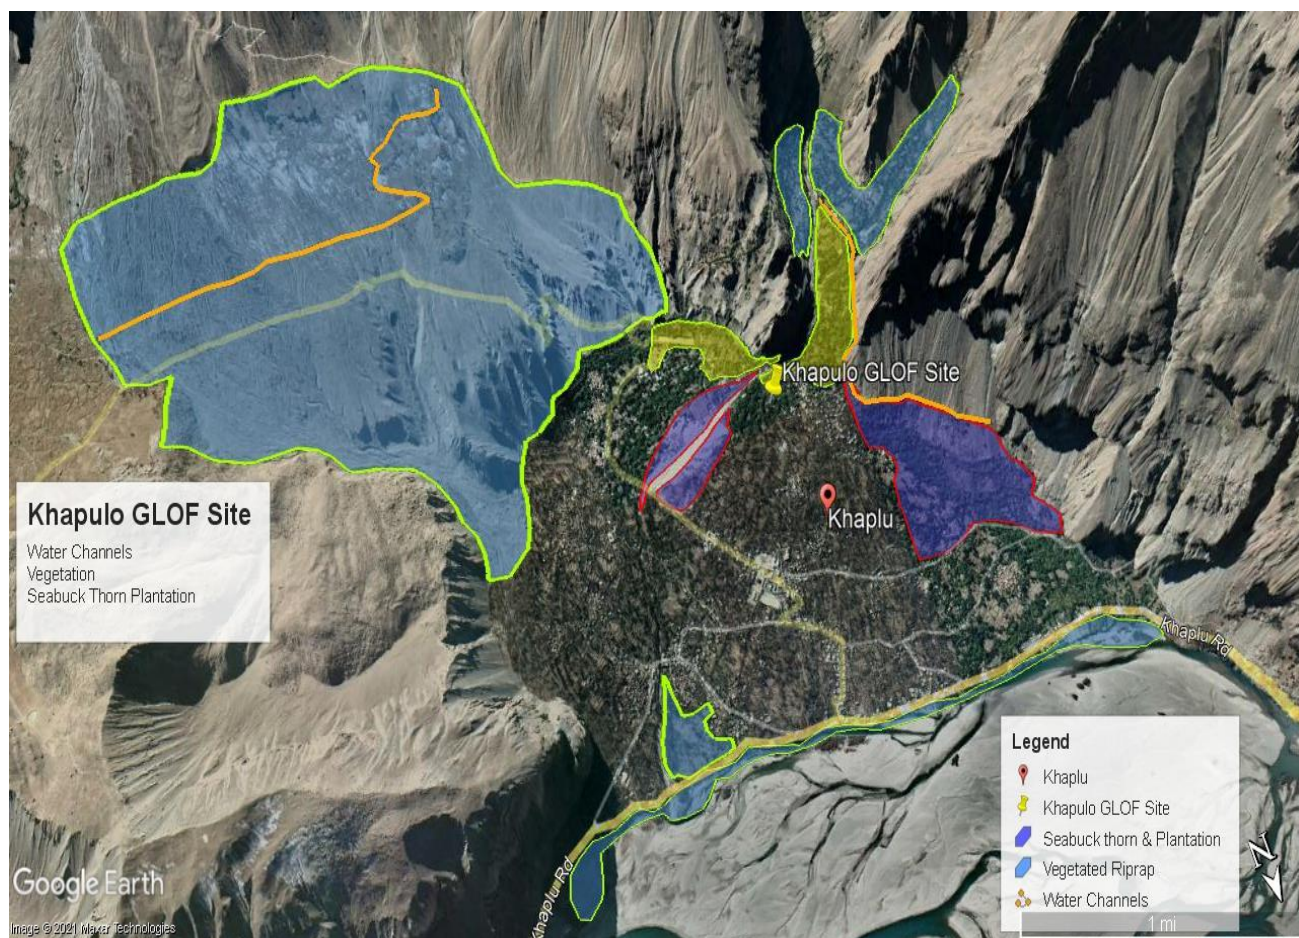 Khapulo GLOF Site
Khaplu
Khapulo GLOF Site
Water Channels
Vegetation
Seabuck Thorn Plantation
Khaplu Rd
Khaplu Rd
Legend
Khaplu
Khapulo GLOF Site
Seabuck thorn & Plantation
Vegetated Riprap
Water Channels
N
1 mi
Google Earth
Image © 2021 Maxar Technologies